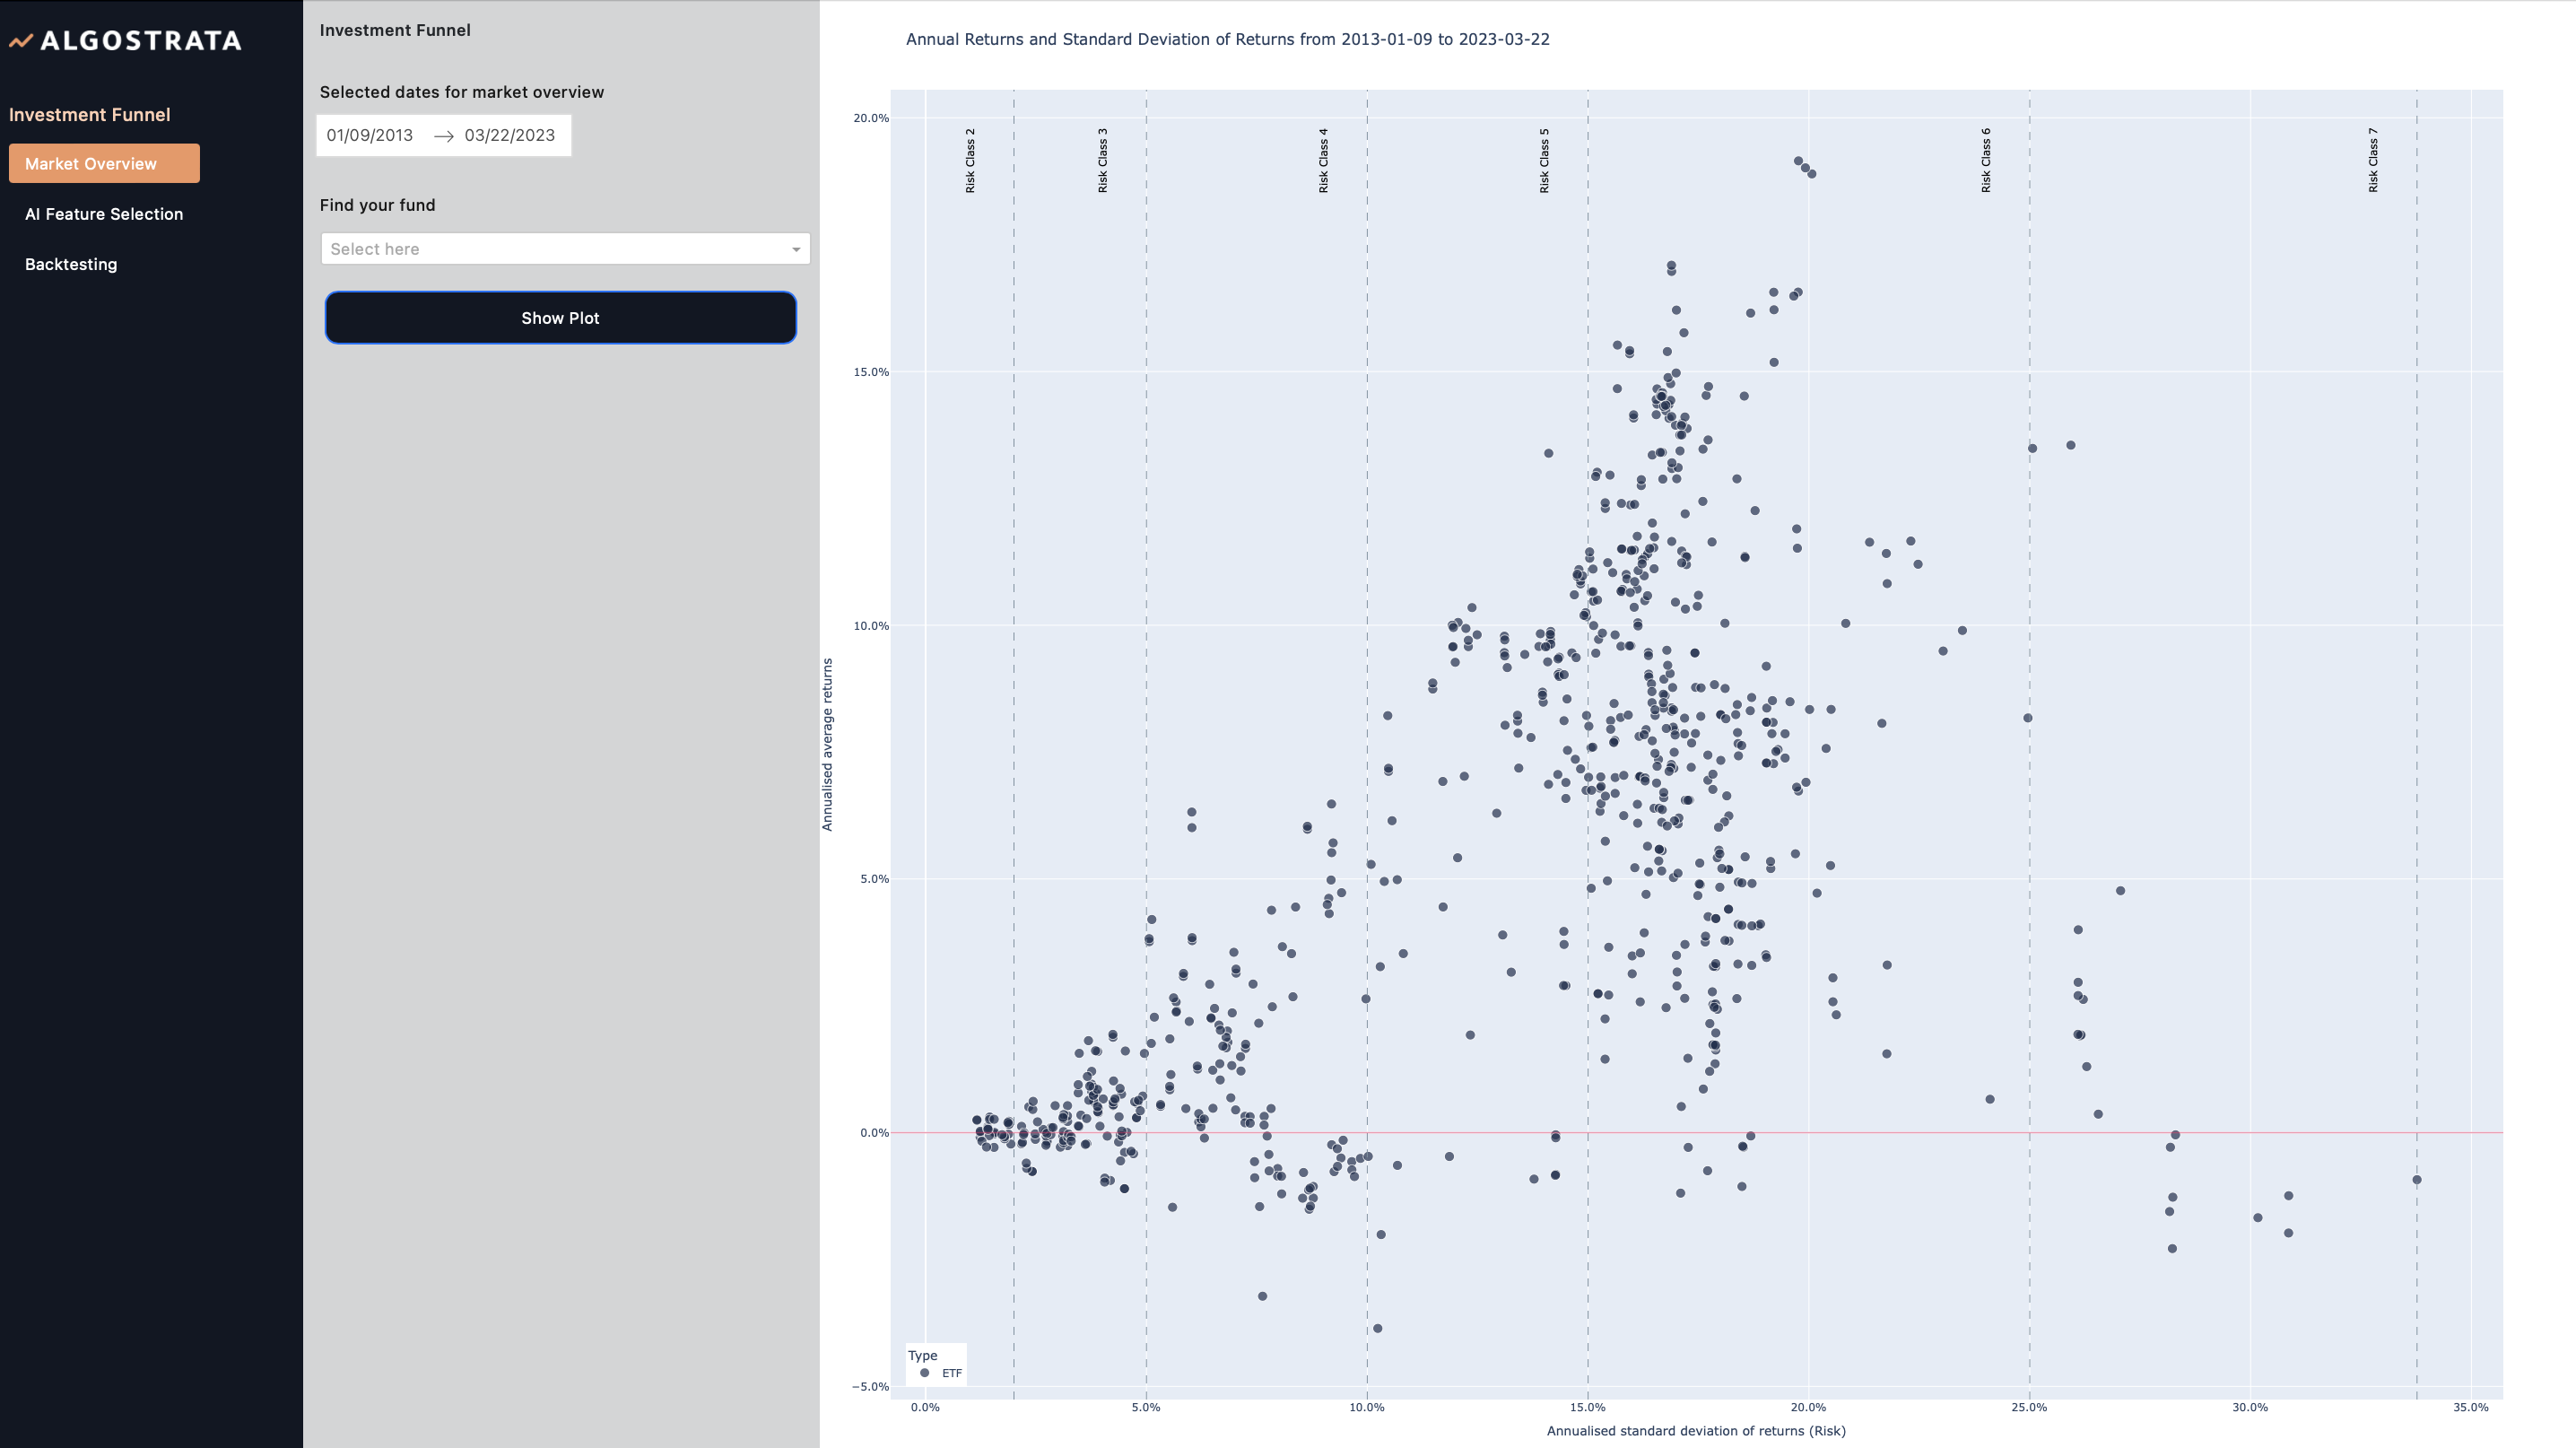 ALGOSTRATA
Investment Funnel
Market Overview
AI Feature Selection
Backtesting
Investment Funnel
Selected dates for market overview
01/09/2013 → 03/22/2023
Find your fund
Select here
Show Plot
Annual Returns and Standard Deviation of Returns from 2013-01-09 to 2023-03-22
Risk Class 2
Risk Class 3
Risk Class 4
Risk Class 5
Risk Class 6
Risk Class 7
20.0%
15.0%
10.0%
5.0%
0.0%
−5.0%
Annualised average returns
Type
ETF
0.0% 5.0% 10.0% 15.0% 20.0% 25.0% 30.0% 35.0%
Annualised standard deviation of returns (Risk)